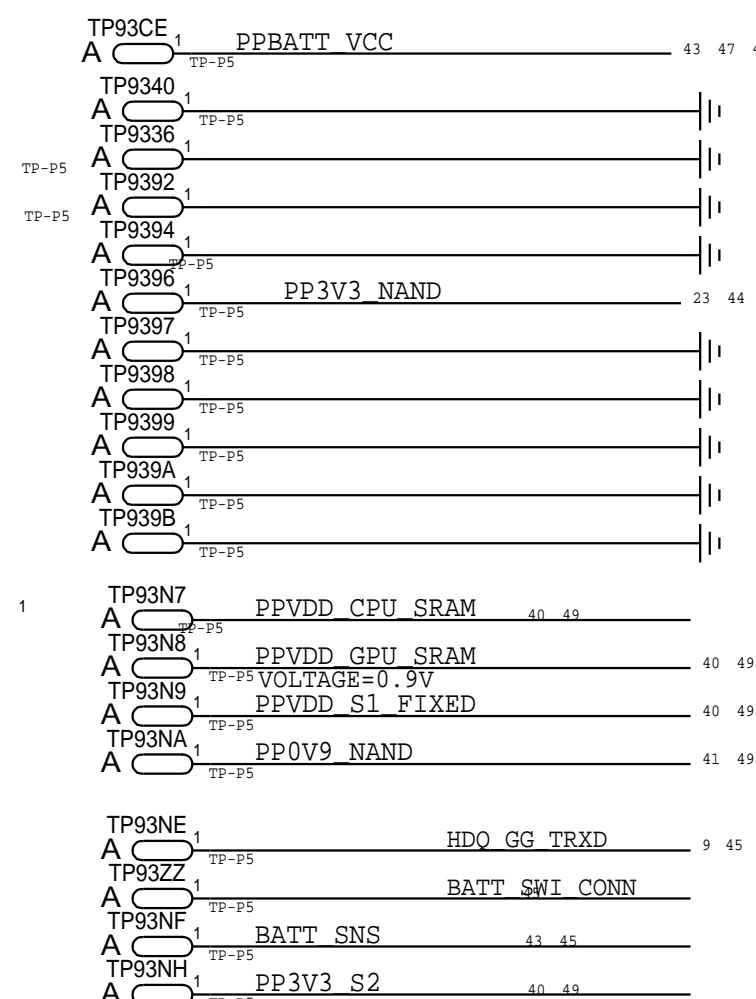 TP93CE
A 1 PPBATT_VCC 43 47
TP-P5
TP9340
A 1
TP-P5
TP9336
A 1
TP-P5
TP9392
A 1
TP-P5
TP9394
A 1
TP-P5
TP9396
A 1 PP3V3_NAND 23 44
TP-P5
TP9397
A 1
TP-P5
TP9398
A 1
TP-P5
TP9399
A 1
TP-P5
TP939A
A 1
TP-P5
TP939B
A 1
TP-P5
1
TP93N7
A PPVDD_CPU_SRAM 40 49
TP-P5
TP93N8
A 1 PPVDD_GPU_SRAM 40 49
TP-P5 VOLTAGE=0.9V
TP93N9
A 1 PPVDD_S1_FIXED 40 49
TP-P5
TP93NA
A 1 PP0V9_NAND 41 49
TP-P5
TP93NE
A 1 HDQ_GG_TRXD 9 45
TP-P5
TP93ZZ
A 1 BATT_SWI_CONN 45
TP-P5
TP93NF
A 1 BATT_SNS 43 45
TP-P5
TP93NH
A 1 PP3V3_S2 40 49
TP-P5